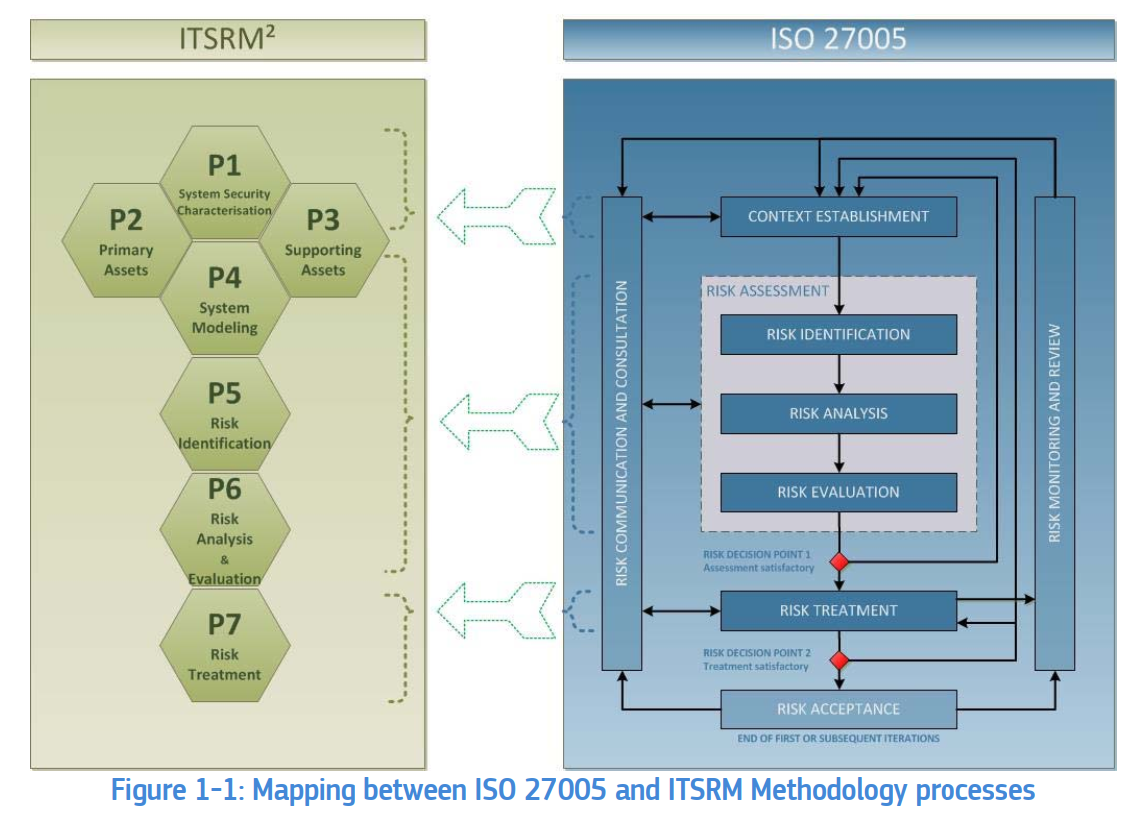 ITSRM²
ISO 27005
P1
System Security
Characterisation
P2
Primary
Assets
P3
Supporting
Assets
P4
System
Modeling
P5
Risk
Identification
P6
Risk
Analysis
&
Evaluation
P7
Risk
Treatment
RISK COMMUNICATION AND CONSULTATION
CONTEXT ESTABLISHMENT
RISK ASSESSMENT
RISK IDENTIFICATION
RISK ANALYSIS
RISK EVALUATION
RISK DECISION POINT 1
Assessment satisfactory
RISK TREATMENT
RISK DECISION POINT 2
Treatment satisfactory
RISK ACCEPTANCE
END OF FIRST OR SUBSEQUENT ITERATIONS
RISK MONITORING AND REVIEW
Figure 1-1: Mapping between ISO 27005 and ITSRM Methodology processes